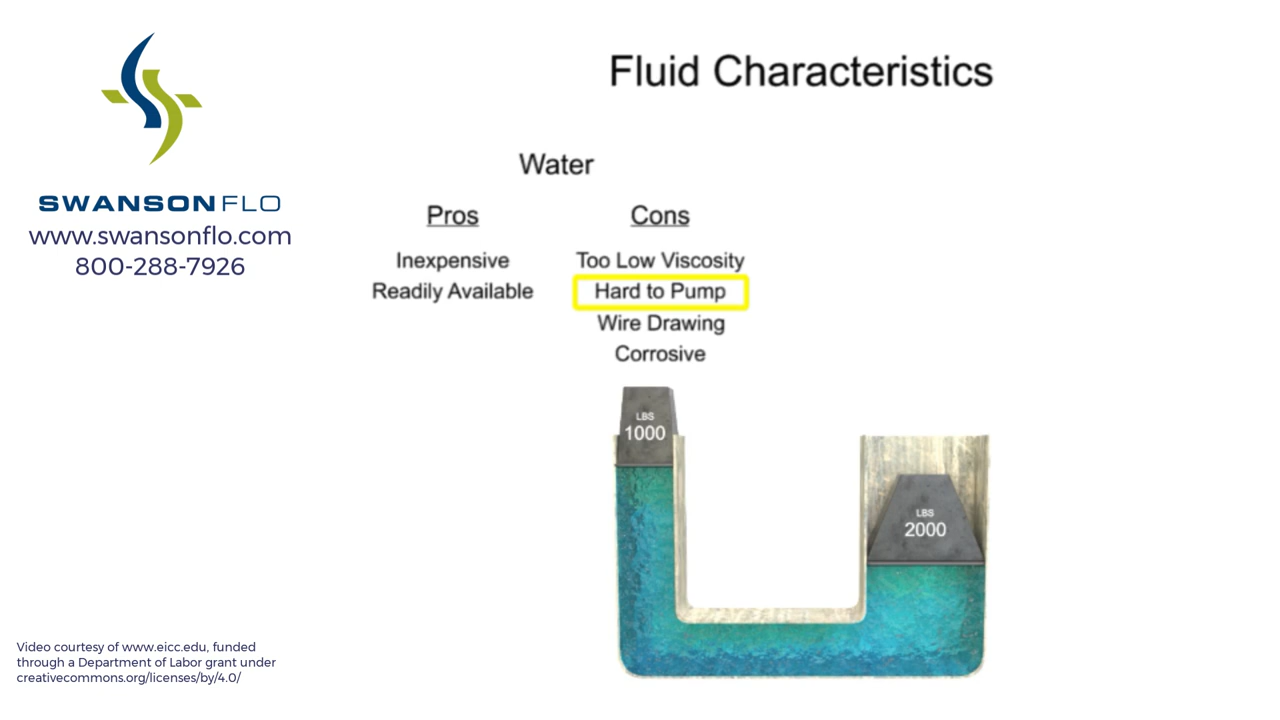 SWANSONFLO
www.swansonflo.com
800-288-7926
Fluid Characteristics
Water
Pros
Inexpensive
Readily Available
Cons
Too Low Viscosity
Hard to Pump
Wire Drawing
Corrosive
LBS
1000
LBS
2000
Video courtesy of www.eicc.edu, funded
through a Department of Labor grant under
creativecommons.org/licenses/by/4.0/